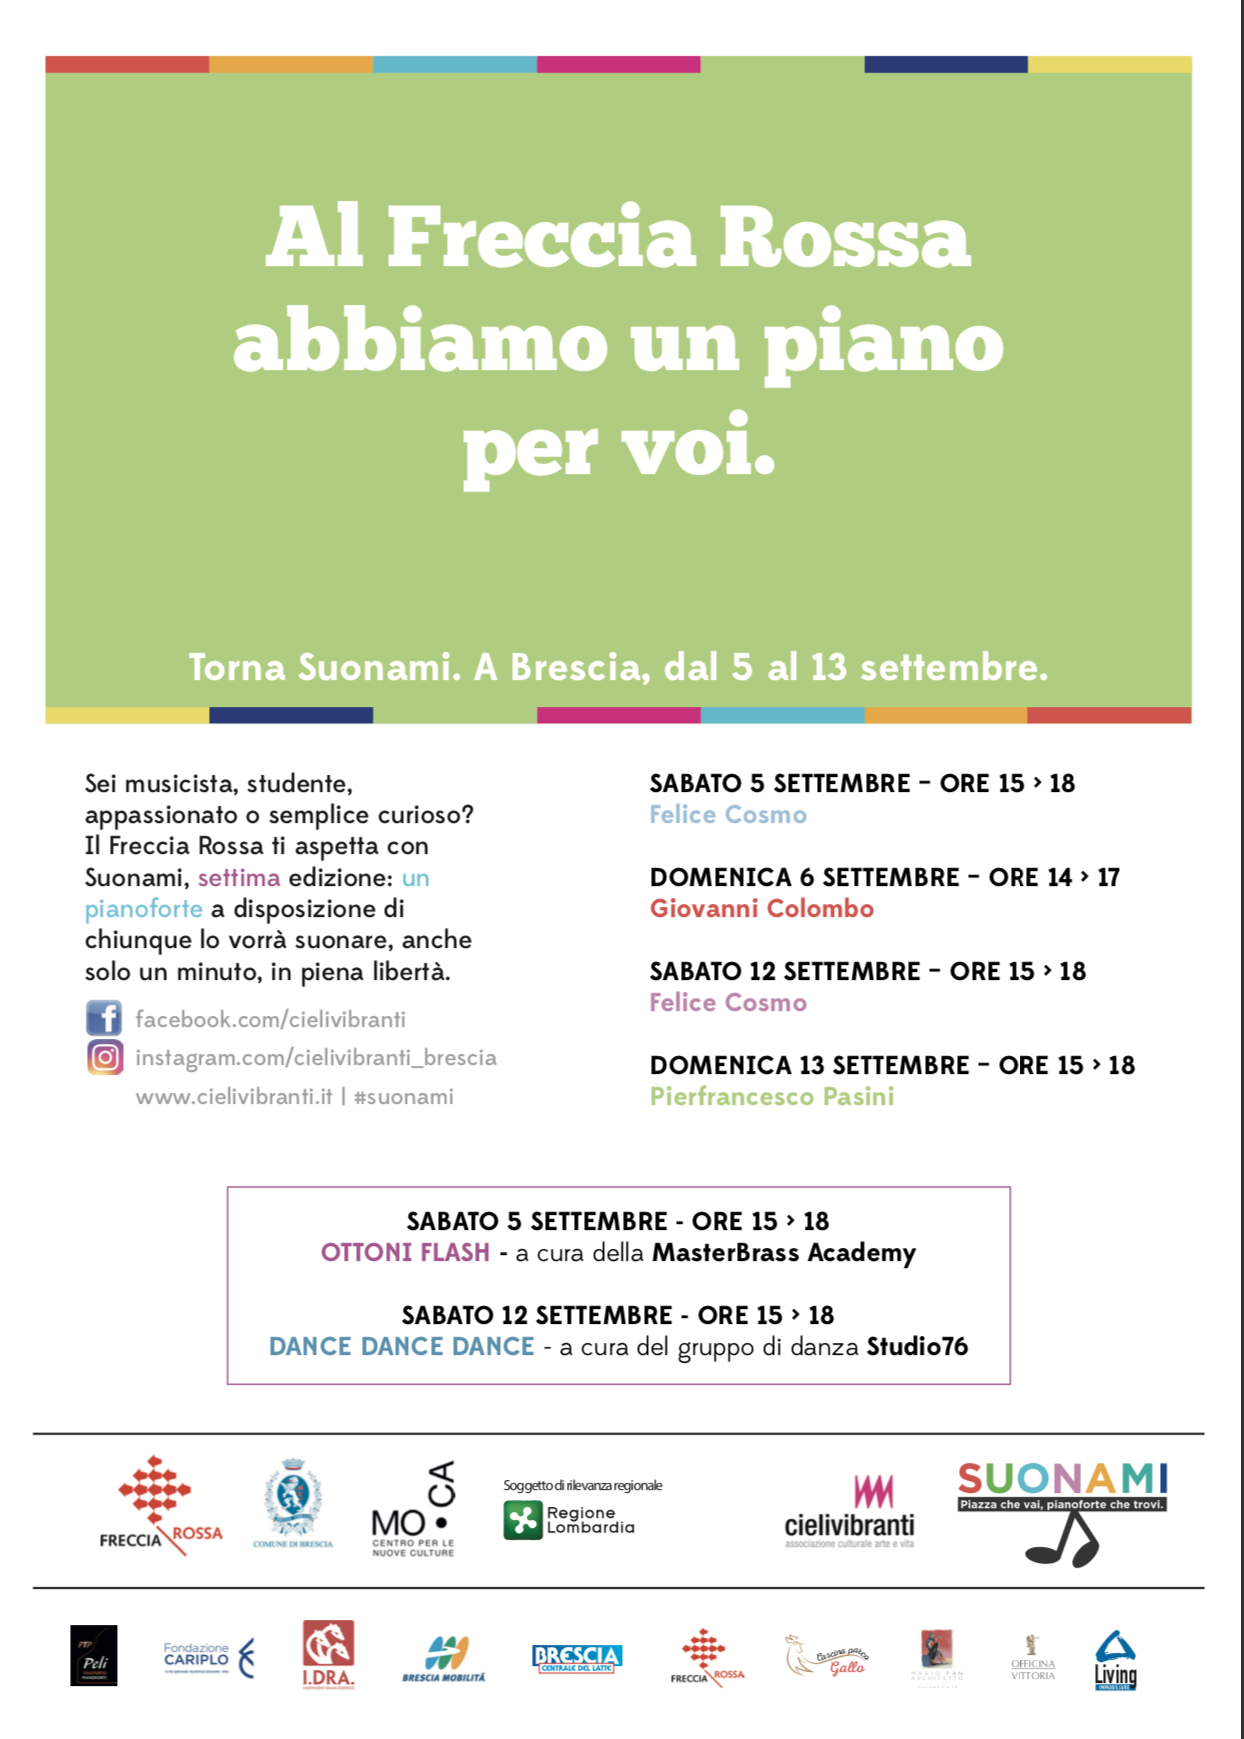 Al Freccia Rossa
abbiamo un piano
per voi.
Torna Suonami. A Brescia, dal 5 al 13 settembre.
Sei musicista, studente,
appassionato o semplice curioso?
Il Freccia Rossa ti aspetta con
Suonami, settima edizione: un
pianoforte a disposizione di
chiunque lo vorrà suonare, anche
solo un minuto, in piena libertà.
facebook.com/cielivibranti
instagram.com/cielivibranti_brescia
www.cielivibranti.it | #suonami
SABATO 5 SETTEMBRE – ORE 15 > 18
Felice Cosmo
DOMENICA 6 SETTEMBRE – ORE 14 > 17
Giovanni Colombo
SABATO 12 SETTEMBRE – ORE 15 > 18
Felice Cosmo
DOMENICA 13 SETTEMBRE – ORE 15 > 18
Pierfrancesco Pasini
SABATO 5 SETTEMBRE - ORE 15 > 18
OTTONI FLASH - a cura della MasterBrass Academy
SABATO 12 SETTEMBRE - ORE 15 > 18
DANCE DANCE DANCE - a cura del gruppo di danza Studio76
FRECCIA ROSSA
COMUNE DI BRESCIA
MO.CA
CENTRO PER LE
NUOVE CULTURE
Soggetto di rilevanza regionale
Regione
Lombardia
cielivibranti
associazione culturale arte e vita
SUONAMI
Piazza che vai, pianoforte che trovi.
Peli
Fondazione
CARIPLO
I.DRA.
BRESCIA MOBILITÁ
BRESCIA
CENTRALE DEL LATTE
FRECCIA ROSSA
Cascina parco
Gallo
ARCHITETTO
OFFICINA
VITTORIA
Living